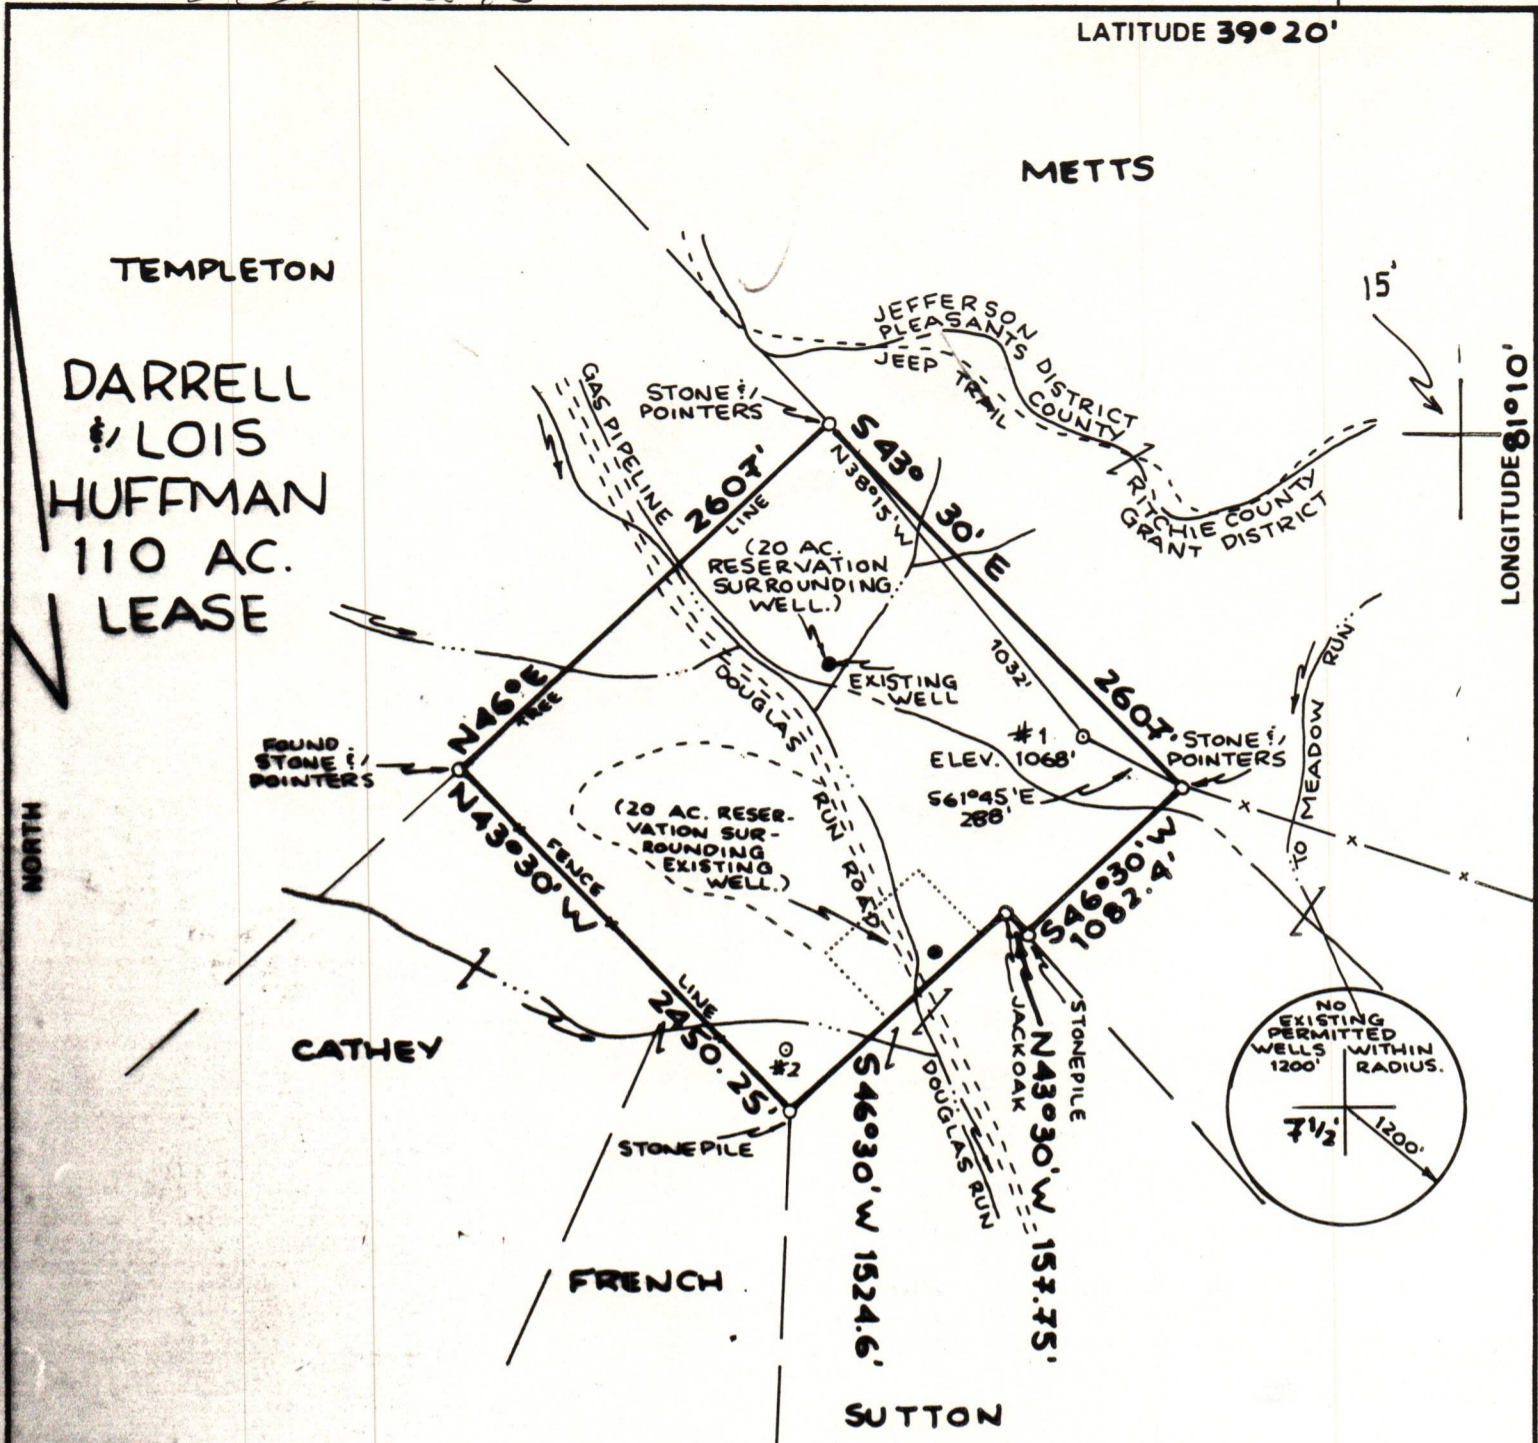 LATITUDE 39°20'
METTS
TEMPLETON
15'
DARRELL
& LOIS
HUFFMAN
110 AC.
LEASE
LONGITUDE 81°10'
JEFFERSON DISTRICT
PLEASANTS COUNTY
JEEP TRAIL
RITCHIE COUNTY
GRANT DISTRICT
GAS PIPELINE
STONE &
POINTERS
S43° 30' E 2607'
N38°15'W
1032'
2607'
LINE
N46°E
TREE
(20 AC.
RESERVATION
SURROUNDING
WELL.)
EXISTING
WELL
DOUGLAS RUN ROAD
#1
ELEV. 1068'
S61°45'E
288'
STONE &
POINTERS
TO MEADOW RUN
FOUND
STONE &
POINTERS
N43°30'W
FENCE
LINE
2450.25'
(20 AC. RESER-
VATION SUR-
ROUNDING
EXISTING
WELL.)
S46°30'W
1082.4'
NORTH
CATHEY
#2
STONEPILE
JACKOAK
STONEPILE
DOUGLAS RUN
S46°30'W 1524.6'
N43°30'W 157.75'
NO
EXISTING
PERMITTED
WELLS WITHIN
1200' RADIUS.
7 1/2'
1200'
FRENCH
SUTTON